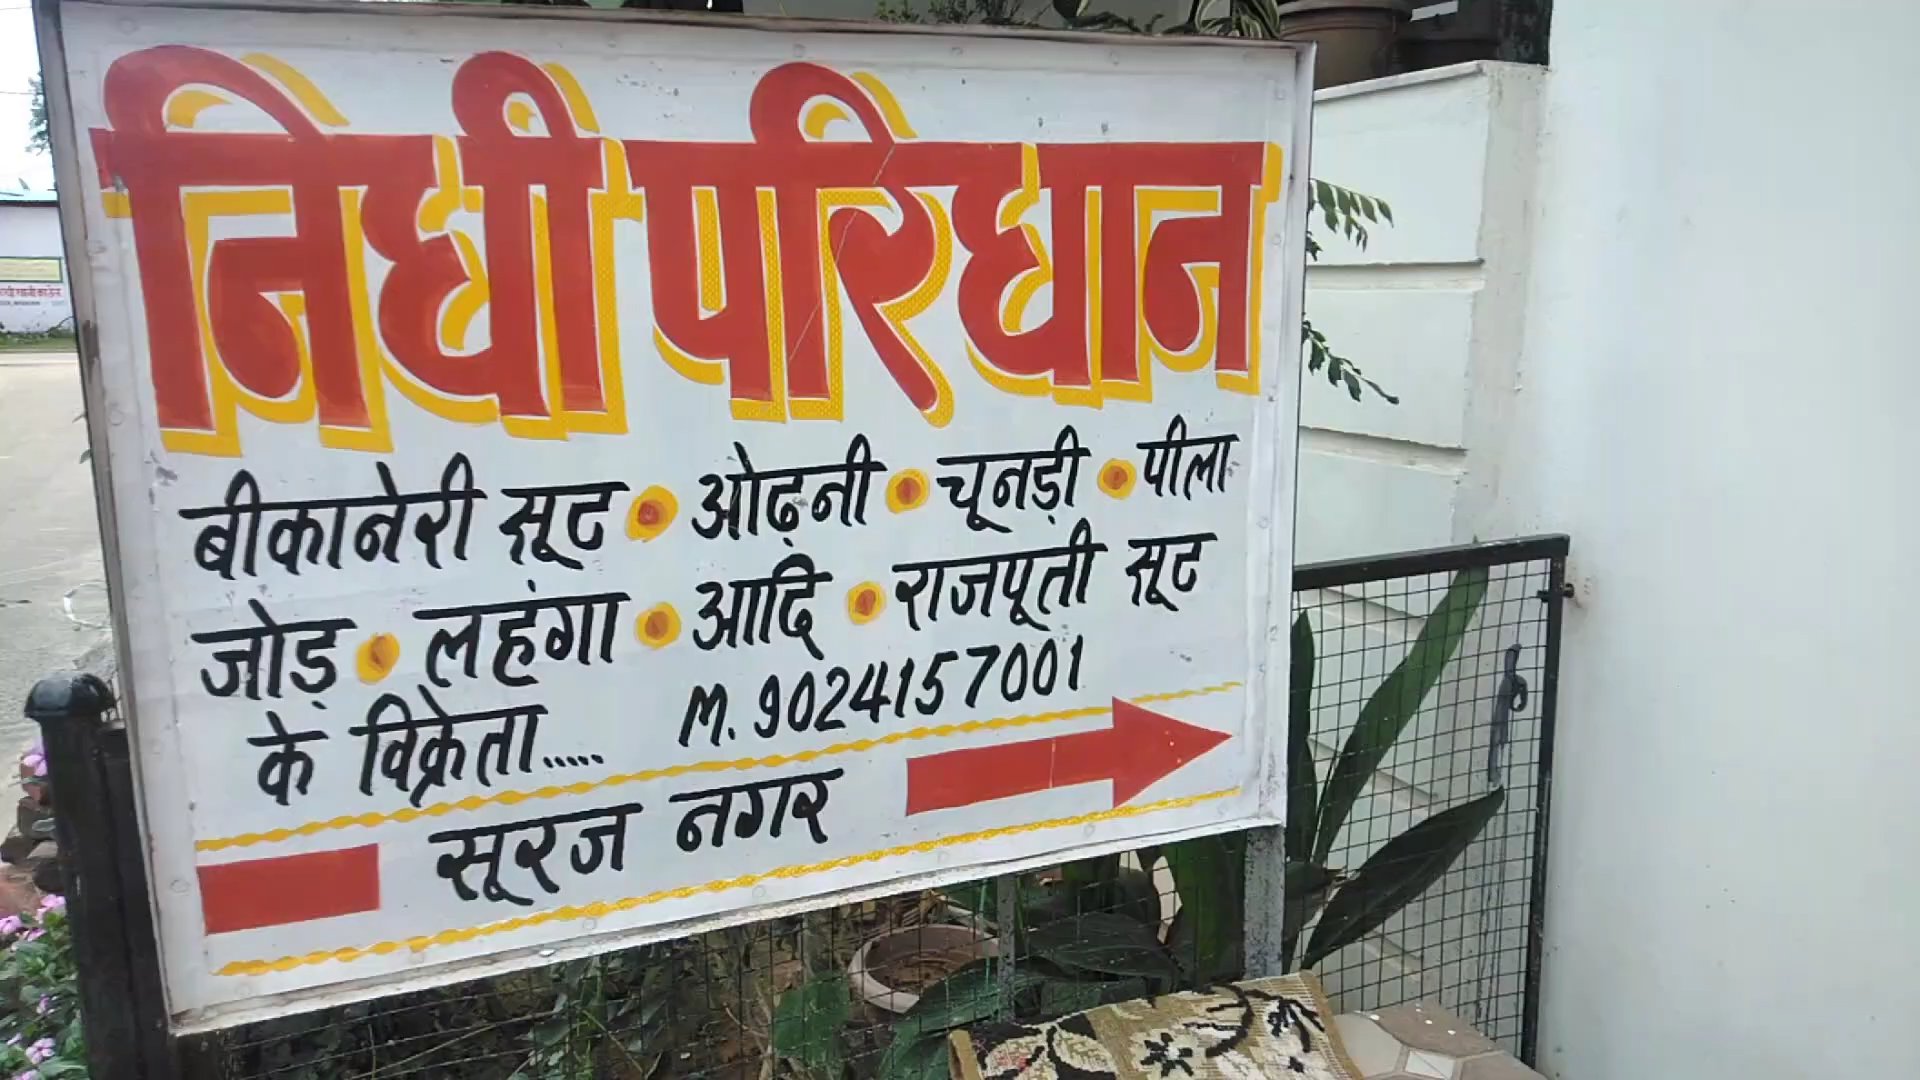 निधी परिधान
बीकानेरी सूट • ओढ़नी • चूनड़ी • पीला
जोड़ • लहंगा • आदि • राजपूती सूट
के विक्रेता..... M. 9024157001
सूरज नगर